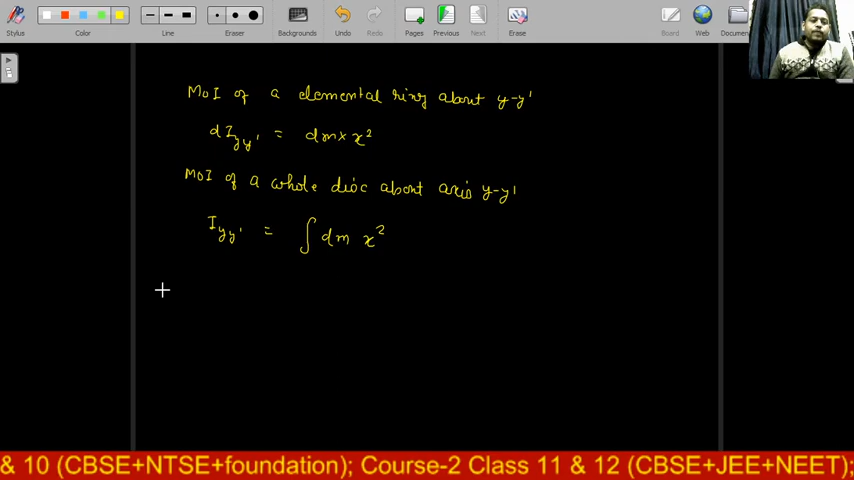 Stylus
Color
Line
Eraser
Backgrounds
Undo
Redo
Pages
Previous
Next
Erase
Board
Web
Documen
MOI of a elemental ring about y-y'
dIyy' = dm x x²
MOI of a whole disc about axis y-y'
Iyy' = ∫ dm x²
& 10 (CBSE+NTSE+foundation); Course-2 Class 11 & 12 (CBSE+JEE+NEET);